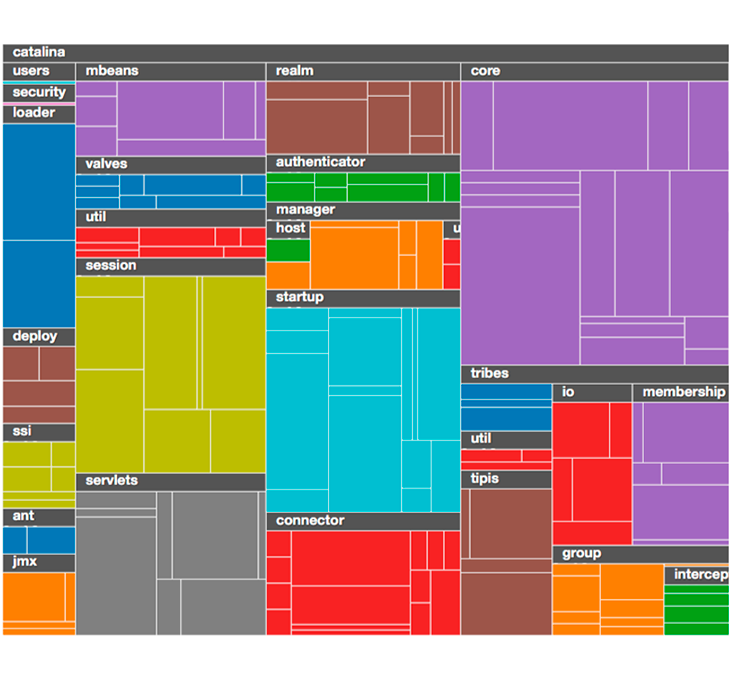 catalina
users
security
loader
deploy
ssi
ant
jmx
mbeans
valves
util
session
servlets
realm
authenticator
manager
host
u
startup
connector
core
tribes
util
tipis
io
membership
group
intercep